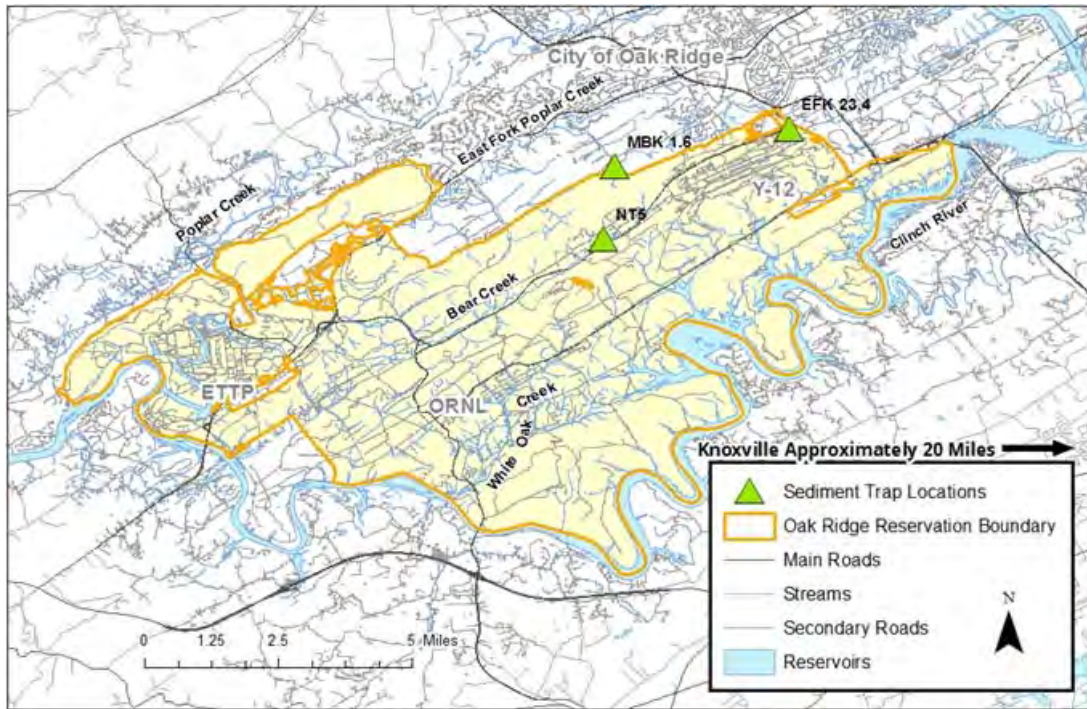 City of Oak Ridge
EFK 23.4
East Fork Poplar Creek
MBK 1.6
Poplar Creek
Y-12
NT5
Clinch River
Bear Creek
ETTP
ORNL
White Oak Creek
Knoxville Approximately 20 Miles
Sediment Trap Locations
Oak Ridge Reservation Boundary
Main Roads
Streams
Secondary Roads
Reservoirs
N
0 1.25 2.5 5 Miles